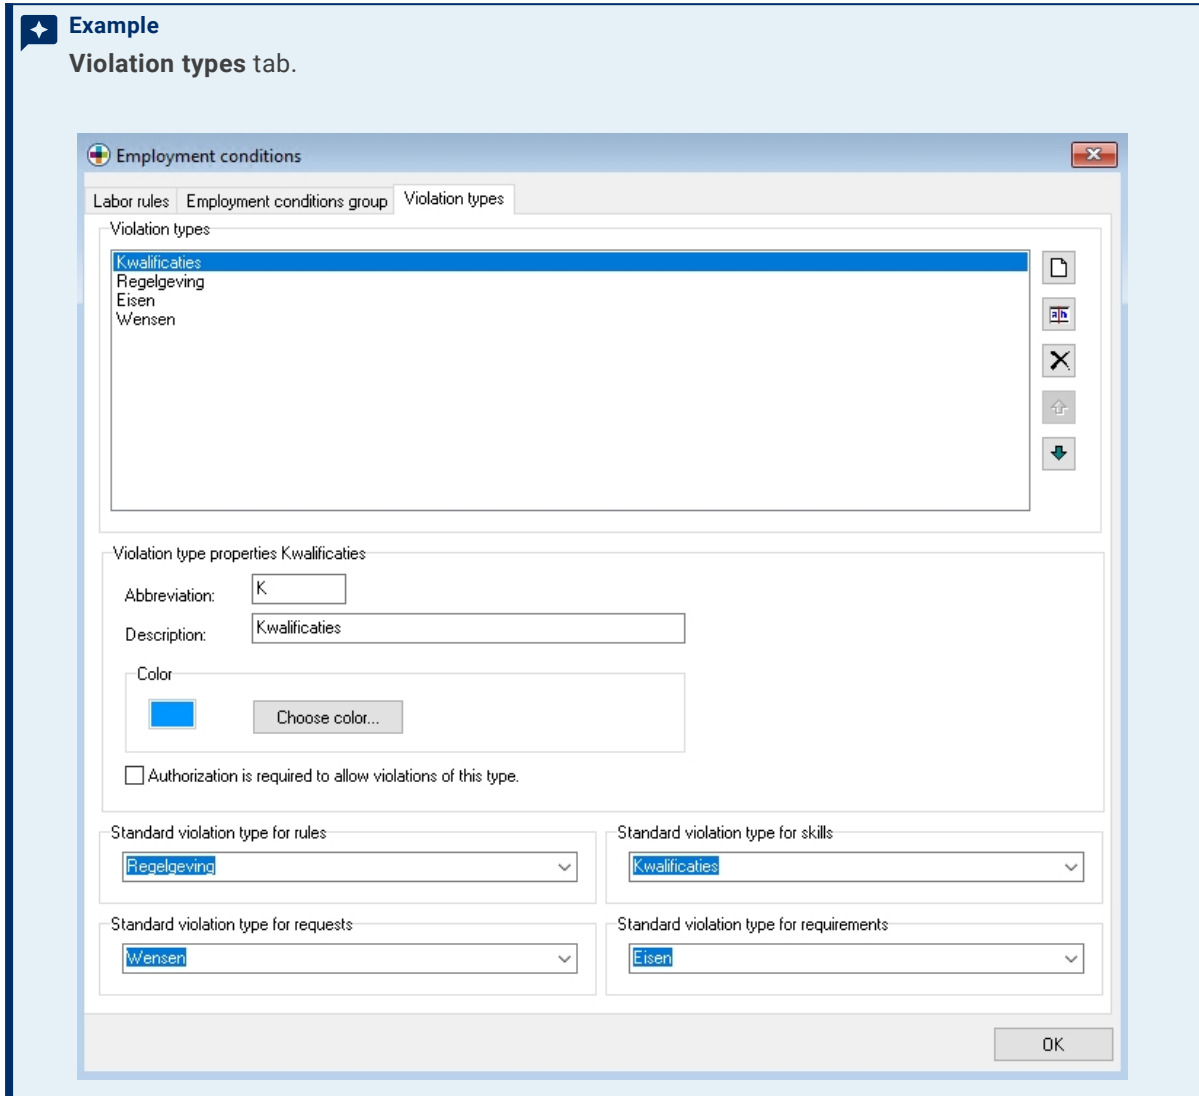 Example
Violation types tab.
Employment conditions
Labor rules Employment conditions group Violation types
Violation types
Kwalificaties
Regelgeving
Eisen
Wensen
Violation type properties Kwalificaties
Abbreviation: K
Description: Kwalificaties
Color
Choose color...
Authorization is required to allow violations of this type.
Standard violation type for rules
Regelgeving
Standard violation type for skills
Kwalificaties
Standard violation type for requests
Wensen
Standard violation type for requirements
Eisen
OK